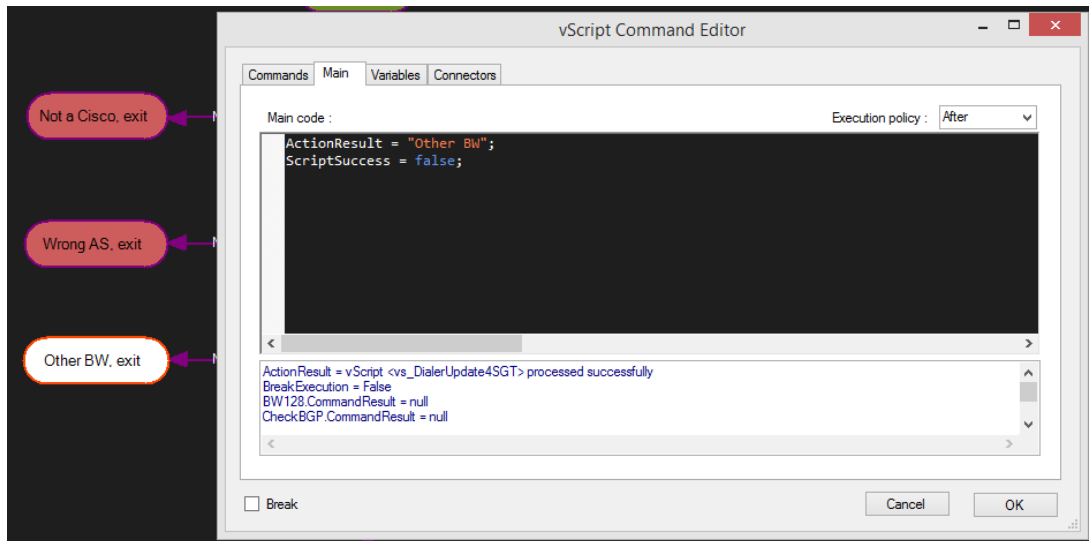 vScript Command Editor
Commands Main Variables Connectors
Main code :
Execution policy : After
ActionResult = "Other BW";
ScriptSuccess = false;
ActionResult = vScript <vs_DialerUpdate4SGT> processed successfully
BreakExecution = False
BW128.CommandResult = null
CheckBGP.CommandResult = null
Break
Cancel
OK
Not a Cisco, exit
Wrong AS, exit
Other BW, exit